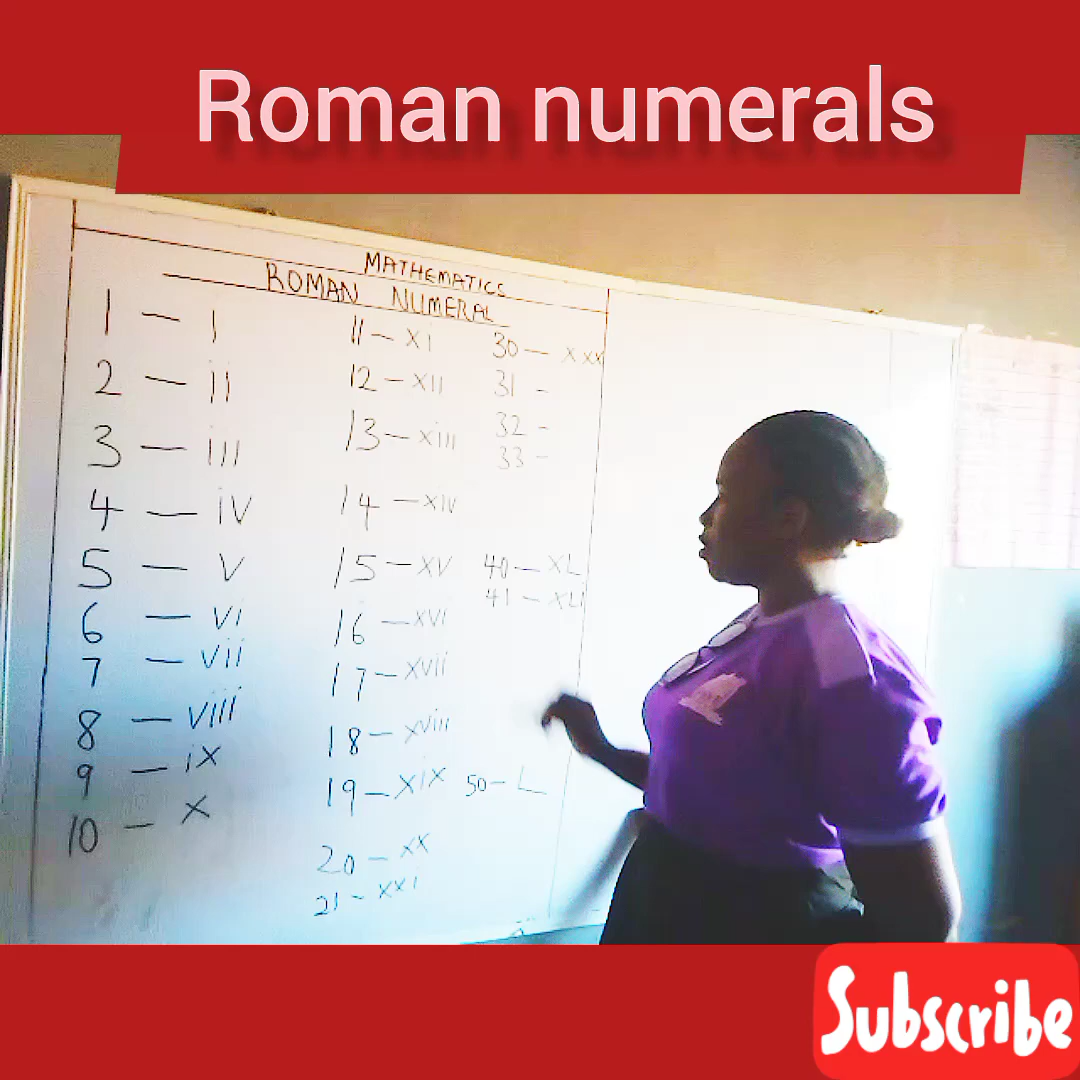 Roman numerals
MATHEMATICS
ROMAN NUMERAL
1 — i
2 — ii
3 — iii
4 — iv
5 — v
6 — vi
7 — vii
8 — viii
9 — ix
10 — x
11 — xi
12 — xii
13 — xiii
14 — xiv
15 — xv
16 — xvi
17 — xvii
18 — xviii
19 — xix
20 — xx
21 — xxi
30 — xxx
31 -
32 -
33 -
40 — XL
41 — XLI
50 — L
Subscribe